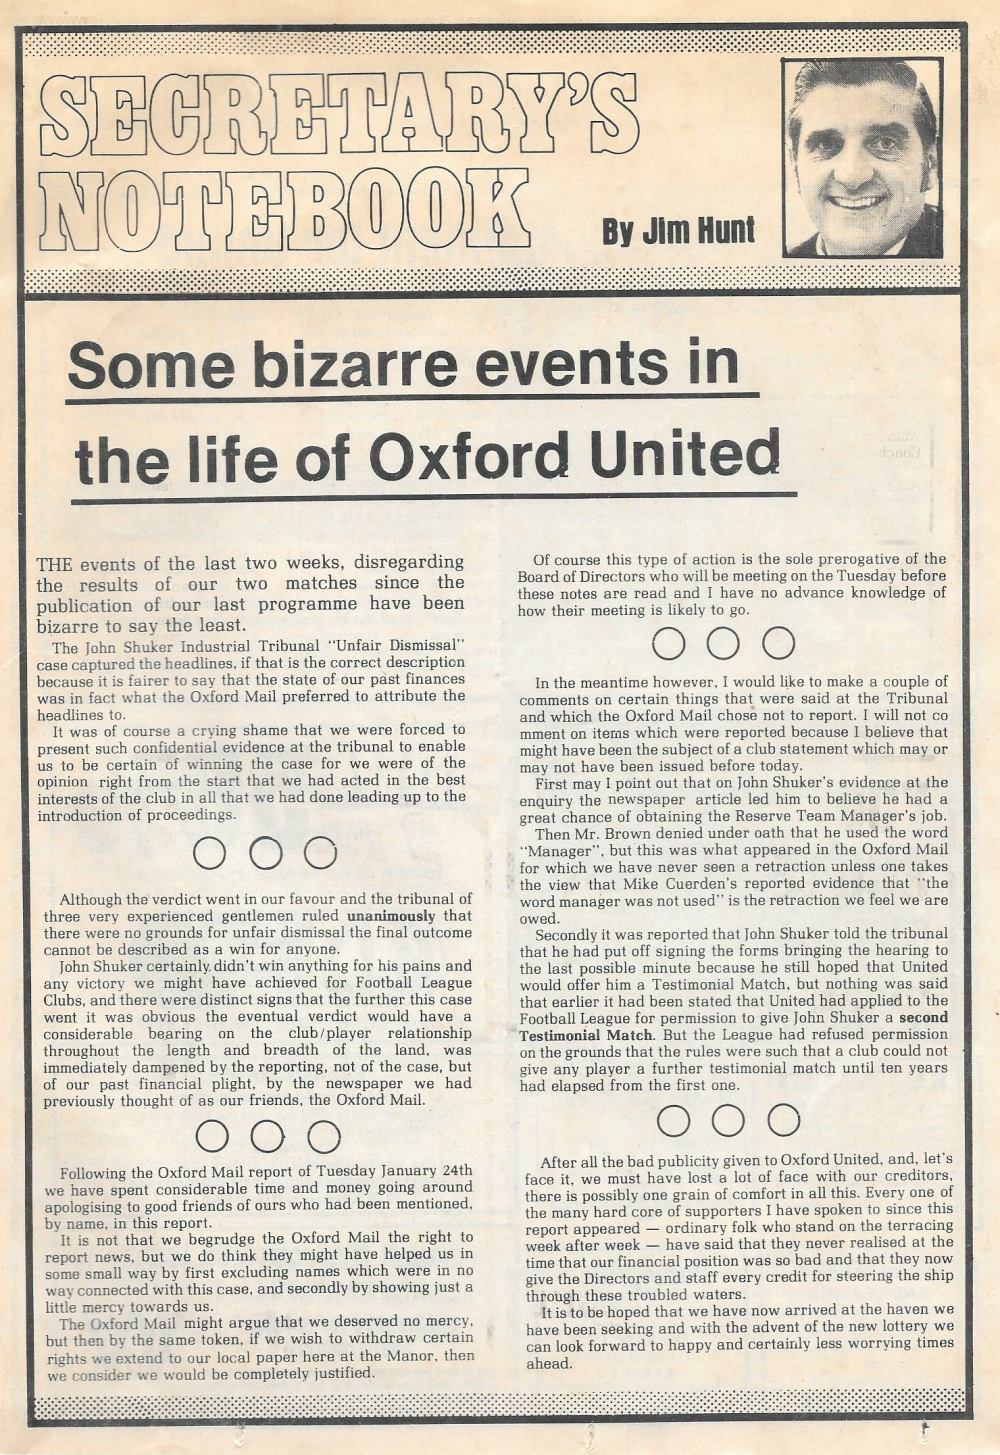 SECRETARY'S
NOTEBOOK
By Jim Hunt
Some bizarre events in
the life of Oxford United
THE events of the last two weeks, disregarding
the results of our two matches since the
publication of our last programme have been
bizarre to say the least.
The John Shuker Industrial Tribunal "Unfair Dismissal"
case captured the headlines, if that is the correct description
because it is fairer to say that the state of our past finances
was in fact what the Oxford Mail preferred to attribute the
headlines to.
It was of course a crying shame that we were forced to
present such confidential evidence at the tribunal to enable
us to be certain of winning the case for we were of the
opinion right from the start that we had acted in the best
interests of the club in all that we had done leading up to the
introduction of proceedings.
Although the verdict went in our favour and the tribunal of
three very experienced gentlemen ruled unanimously that
there were no grounds for unfair dismissal the final outcome
cannot be described as a win for anyone.
John Shuker certainly didn't win anything for his pains and
any victory we might have achieved for Football League
Clubs, and there were distinct signs that the further this case
went it was obvious the eventual verdict would have a
considerable bearing on the club/player relationship
throughout the length and breadth of the land, was
immediately dampened by the reporting, not of the case, but
of our past financial plight, by the newspaper we had
previously thought of as our friends, the Oxford Mail.
Following the Oxford Mail report of Tuesday January 24th
we have spent considerable time and money going around
apologising to good friends of ours who had been mentioned,
by name, in this report.
It is not that we begrudge the Oxford Mail the right to
report news, but we do think they might have helped us in
some small way by first excluding names which were in no
way connected with this case, and secondly by showing just a
little mercy towards us.
The Oxford Mail might argue that we deserved no mercy,
but then by the same token, if we wish to withdraw certain
rights we extend to our local paper here at the Manor, then
we consider we would be completely justified.
Of course this type of action is the sole prerogative of the
Board of Directors who will be meeting on the Tuesday before
these notes are read and I have no advance knowledge of
how their meeting is likely to go.
In the meantime however, I would like to make a couple of
comments on certain things that were said at the Tribunal
and which the Oxford Mail chose not to report. I will not co
mment on items which were reported because I believe that
might have been the subject of a club statement which may or
may not have been issued before today.
First may I point out that on John Shuker's evidence at the
enquiry the newspaper article led him to believe he had a
great chance of obtaining the Reserve Team Manager's job.
Then Mr. Brown denied under oath that he used the word
"Manager", but this was what appeared in the Oxford Mail
for which we have never seen a retraction unless one takes
the view that Mike Cuerden's reported evidence that "the
word manager was not used" is the retraction we feel we are
owed.
Secondly it was reported that John Shuker told the tribunal
that he had put off signing the forms bringing the hearing to
the last possible minute because he still hoped that United
would offer him a Testimonial Match, but nothing was said
that earlier it had been stated that United had applied to the
Football League for permission to give John Shuker a second
Testimonial Match. But the League had refused permission
on the grounds that the rules were such that a club could not
give any player a further testimonial match until ten years
had elapsed from the first one.
After all the bad publicity given to Oxford United, and, let's
face it, we must have lost a lot of face with our creditors,
there is possibly one grain of comfort in all this. Every one of
the many hard core of supporters I have spoken to since this
report appeared — ordinary folk who stand on the terracing
week after week — have said that they never realised at the
time that our financial position was so bad and that they now
give the Directors and staff every credit for steering the ship
through these troubled waters.
It is to be hoped that we have now arrived at the haven we
have been seeking and with the advent of the new lottery we
can look forward to happy and certainly less worrying times
ahead.